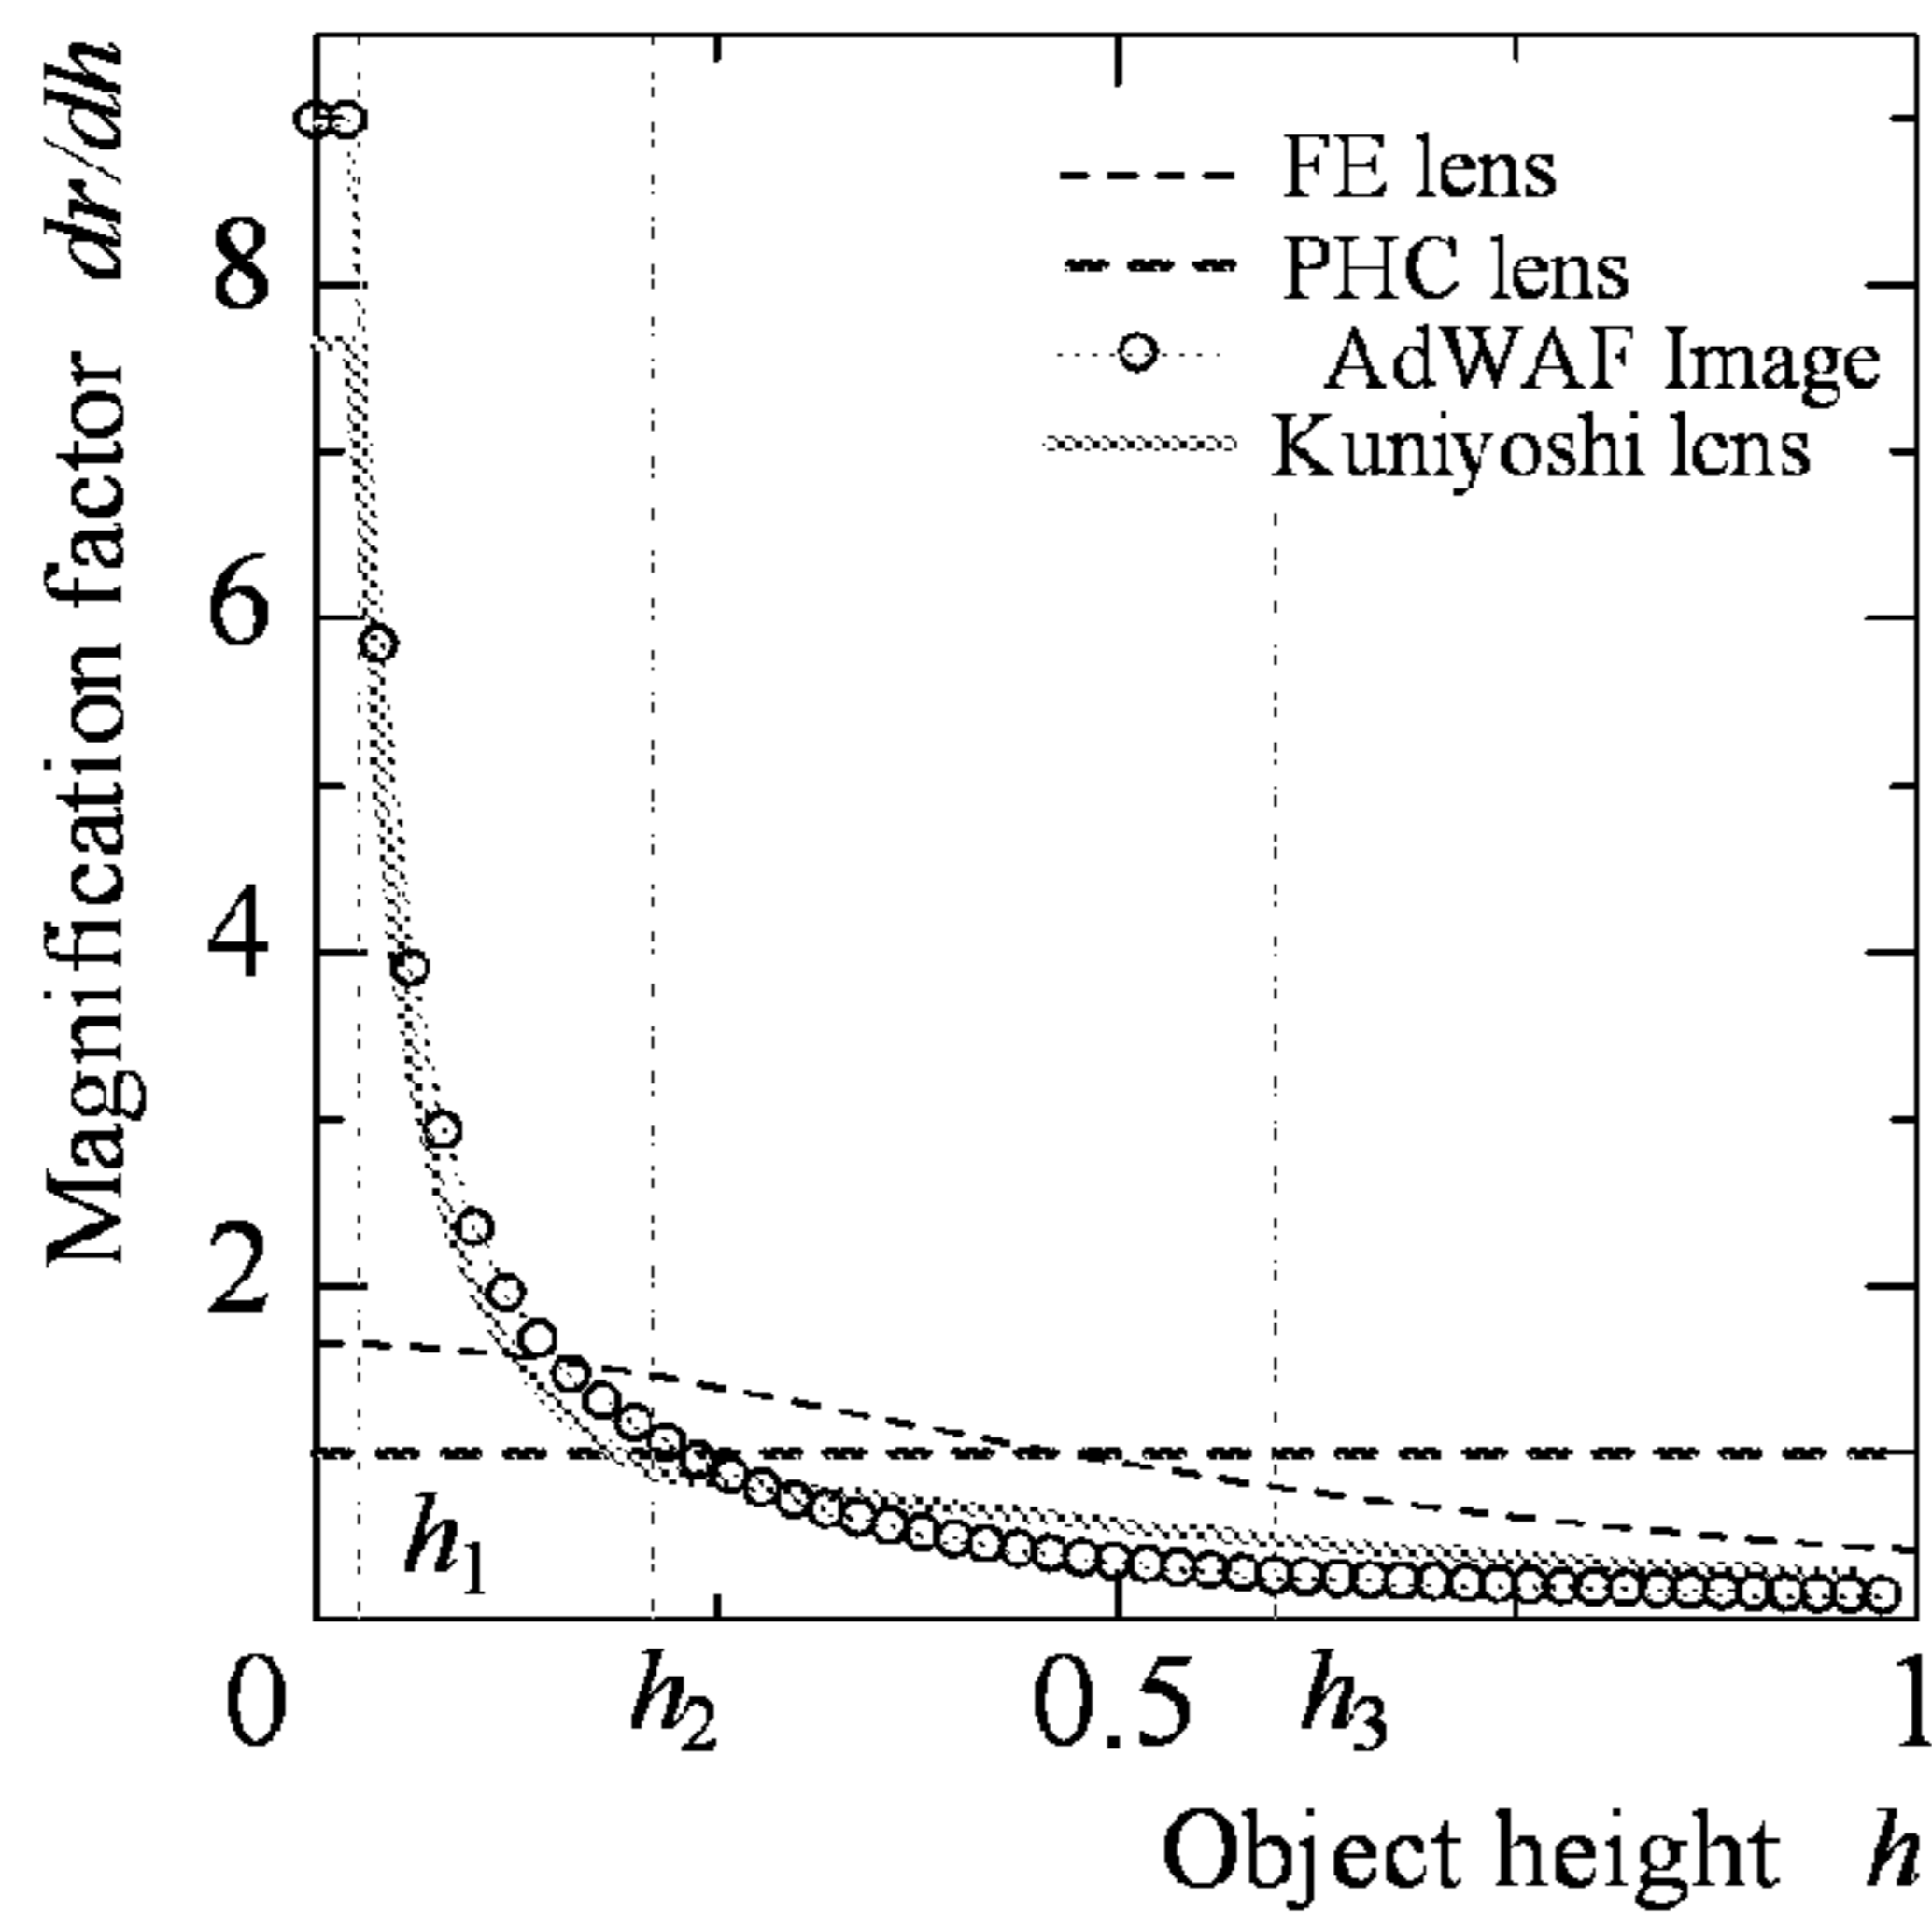 Magnification factor dr/dh
8
6
4
2
FE lens
PHC lens
AdWAF Image
Kuniyoshi lens
h1
0 h2 0.5 h3 1
Object height h